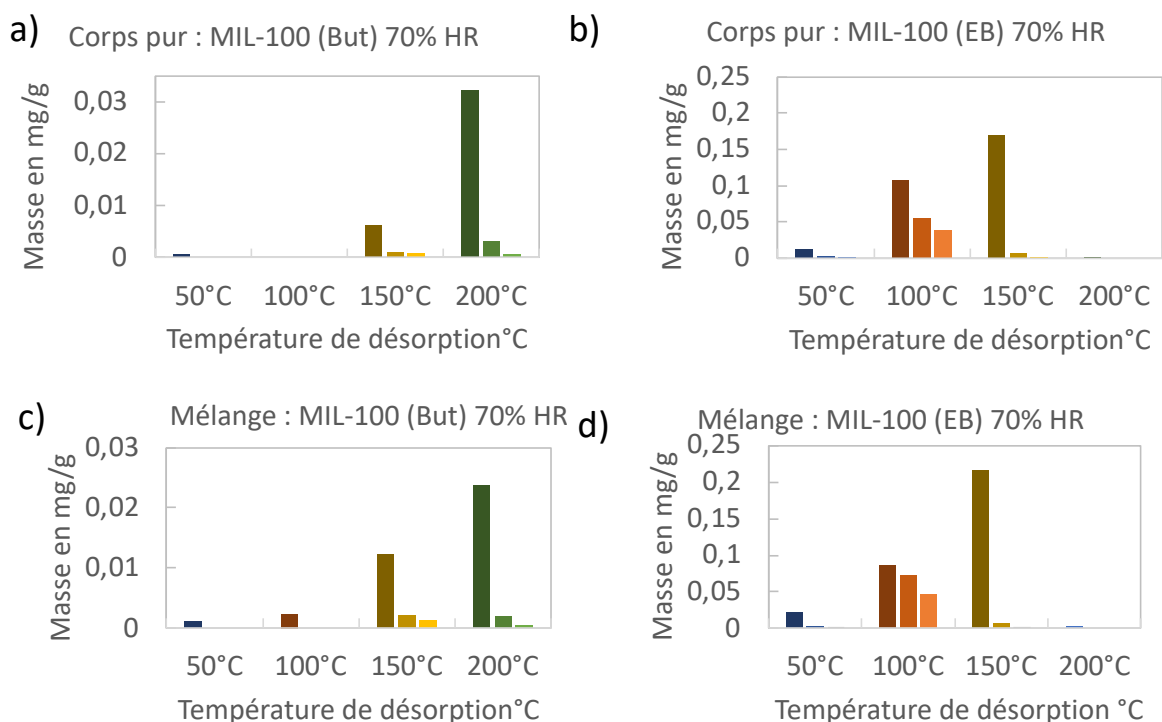 a)
Corps pur : MIL-100 (But) 70% HR
Masse en mg/g
0,03
0,02
0,01
0
50°C 100°C 150°C 200°C
Température de désorption°C
b)
Corps pur : MIL-100 (EB) 70% HR
Masse en mg/g
0,25
0,2
0,15
0,1
0,05
0
50°C 100°C 150°C 200°C
Température de désorption°C
c)
Mélange : MIL-100 (But) 70% HR
Masse en mg/g
0,03
0,02
0,01
0
50°C 100°C 150°C 200°C
Température de désorption°C
d)
Mélange : MIL-100 (EB) 70% HR
Masse en mg/g
0,25
0,2
0,15
0,1
0,05
0
50°C 100°C 150°C 200°C
Température de désorption °C